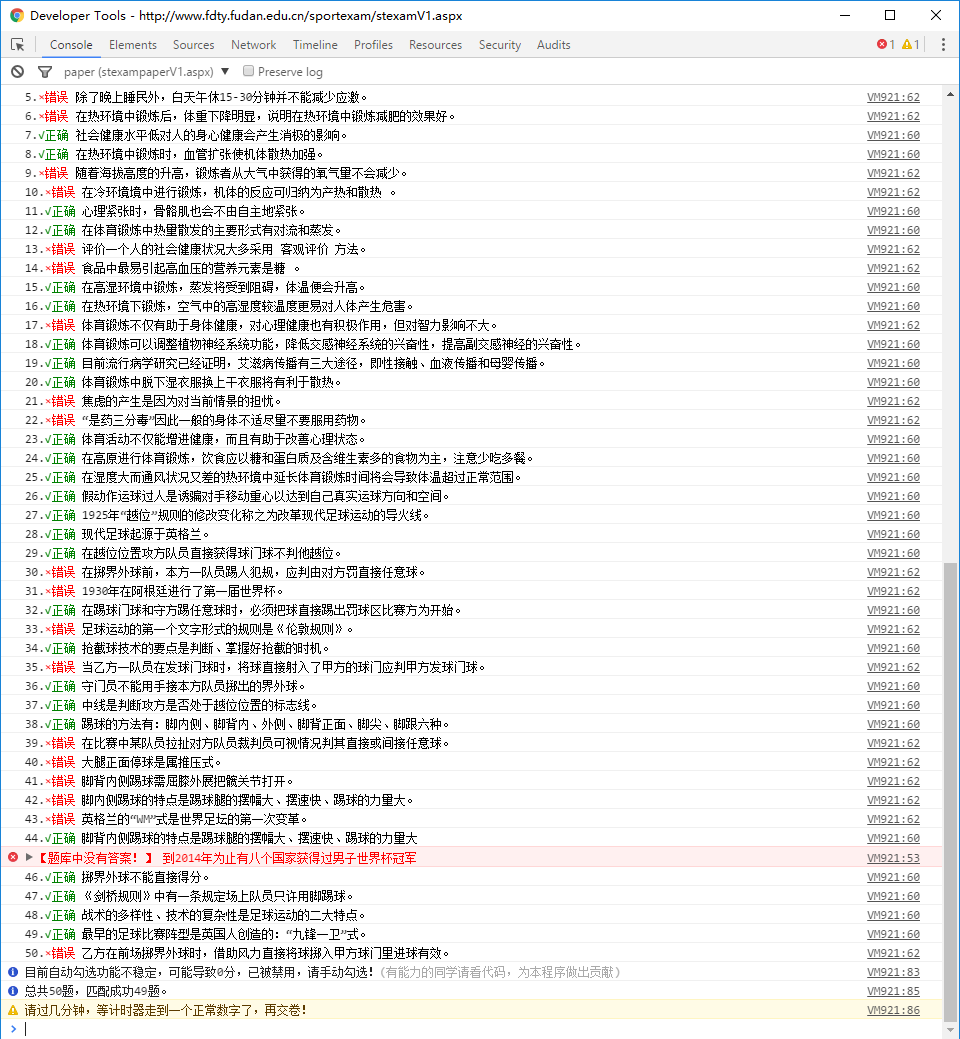 Developer Tools - http://www.fdty.fudan.edu.cn/sportexam/stexamV1.aspx
Console Elements Sources Network Timeline Profiles Resources Security Audits 1 1
paper (stexampaperV1.aspx) ▼ Preserve log
5.×错误 除了晚上睡民外，白天午休15-30分钟并不能减少应激。 VM921:62
6.×错误 在热环境中锻炼后，体重下降明显，说明在热环境中锻炼减肥的效果好。 VM921:62
7.√正确 社会健康水平低对人的身心健康会产生消极的影响。 VM921:60
8.√正确 在热环境中锻炼时，血管扩张使机体散热加强。 VM921:60
9.×错误 随着海拔高度的升高，锻炼者从大气中获得的氧气量不会减少。 VM921:62
10.×错误 在冷环境境中进行锻炼，机体的反应可归纳为产热和散热 。 VM921:62
11.√正确 心理紧张时，骨骼肌也会不由自主地紧张。 VM921:60
12.√正确 在体育锻炼中热量散发的主要形式有对流和蒸发。 VM921:60
13.×错误 评价一个人的社会健康状况大多采用 客观评价 方法。 VM921:62
14.×错误 食品中最易引起高血压的营养元素是糖 。 VM921:62
15.√正确 在高湿环境中锻炼，蒸发将受到阻碍，体温便会升高。 VM921:60
16.√正确 在热环境下锻炼，空气中的高湿度较温度更易对人体产生危害。 VM921:60
17.×错误 体育锻炼不仅有助于身体健康，对心理健康也有积极作用，但对智力影响不大。 VM921:62
18.√正确 体育锻炼可以调整植物神经系统功能，降低交感神经系统的兴奋性，提高副交感神经系统的兴奋性。 VM921:60
19.√正确 目前流行病学研究已经证明，艾滋病传播有三大途径，即性接触、血液传播和母婴传播。 VM921:60
20.√正确 体育锻炼中脱下湿衣服换上干衣服将有利于散热。 VM921:60
21.×错误 焦虑的产生是因为对当前情景的担忧。 VM921:62
22.×错误 “是药三分毒”因此一般的身体不适尽量不要服用药物。 VM921:62
23.√正确 体育活动不仅能增进健康，而且有助于改善心理状态。 VM921:60
24.√正确 在高原进行体育锻炼，饮食应以糖和蛋白质及含维生素多的食物为主，注意少吃多餐。 VM921:60
25.√正确 在湿度大而通风状况又差的热环境中延长体育锻炼时间将会导致体温超过正常范围。 VM921:60
26.√正确 假动作运球过人是诱骗对手移动重心以达到自己真实运球方向和空间。 VM921:60
27.√正确 1925年“越位”规则的修改变化称之为改革现代足球运动的导火线。 VM921:60
28.√正确 现代足球起源于英格兰。 VM921:60
29.√正确 在越位位置攻方队员直接获得球门球不判他越位。 VM921:60
30.×错误 在掷界外球前，本方一队员踢人犯规，应判由对方罚直接任意球。 VM921:62
31.×错误 1930年在阿根廷进行了第一届世界杯。 VM921:62
32.√正确 在踢球门球和守方踢任意球时，必须把球直接踢出罚球区比赛方为开始。 VM921:60
33.×错误 足球运动的第一个文字形式的规则是《伦敦规则》。 VM921:62
34.√正确 抢截球技术的要点是判断、掌握好抢截的时机。 VM921:60
35.×错误 当乙方一队员在发球门球时，将球直接射入了甲方的球门应判甲方发球门球。 VM921:62
36.√正确 守门员不能用手接本方队员掷出的界外球。 VM921:60
37.√正确 中线是判断攻方是否处于越位位置的标志线。 VM921:60
38.√正确 踢球的方法有：脚内侧、脚背内、外侧、脚背正面、脚尖、脚跟六种。 VM921:60
39.×错误 在比赛中某队员拉扯对方队员裁判员可视情况判其直接或间接任意球。 VM921:62
40.×错误 大腿正面停球是属推压式。 VM921:62
41.×错误 脚背内侧踢球需屈膝外展把髋关节打开。 VM921:62
42.×错误 脚内侧踢球的特点是踢球腿的摆幅大、摆速快、踢球的力量大。 VM921:62
43.×错误 英格兰的“WM”式是世界足坛的第一次变革。 VM921:62
44.√正确 脚背内侧踢球的特点是踢球腿的摆幅大、摆速快、踢球的力量大 VM921:60
▶【题库中没有答案！】 到2014年为止有八个国家获得过男子世界杯冠军 VM921:53
46.√正确 掷界外球不能直接得分。 VM921:60
47.√正确 《剑桥规则》中有一条规定场上队员只许用脚踢球。 VM921:60
48.√正确 战术的多样性、技术的复杂性是足球运动的二大特点。 VM921:60
49.√正确 最早的足球比赛阵型是英国人创造的：“九锋一卫”式。 VM921:60
50.×错误 乙方在前场掷界外球时，借助风力直接将球掷入甲方球门里进球有效。 VM921:62
目前自动勾选功能不稳定，可能导致0分，已被禁用，请手动勾选！(有能力的同学请看代码，为本程序做出贡献) VM921:83
总共50题，匹配成功49题。 VM921:85
请过几分钟，等计时器走到一个正常数字了，再交卷！ VM921:86